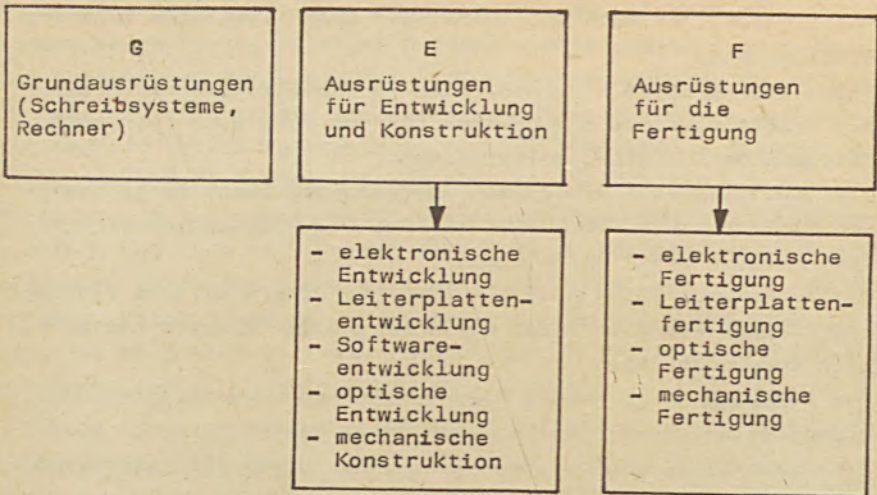 G
Grundausrüstungen
(Schreibsysteme,
Rechner)
E
Ausrüstungen
für Entwicklung
und Konstruktion
F
Ausrüstungen
für die
Fertigung
- elektronische
Entwicklung
- Leiterplatten-
entwicklung
- Software-
entwicklung
- optische
Entwicklung
- mechanische
Konstruktion
- elektronische
Fertigung
- Leiterplatten-
fertigung
- optische
Fertigung
- mechanische
Fertigung